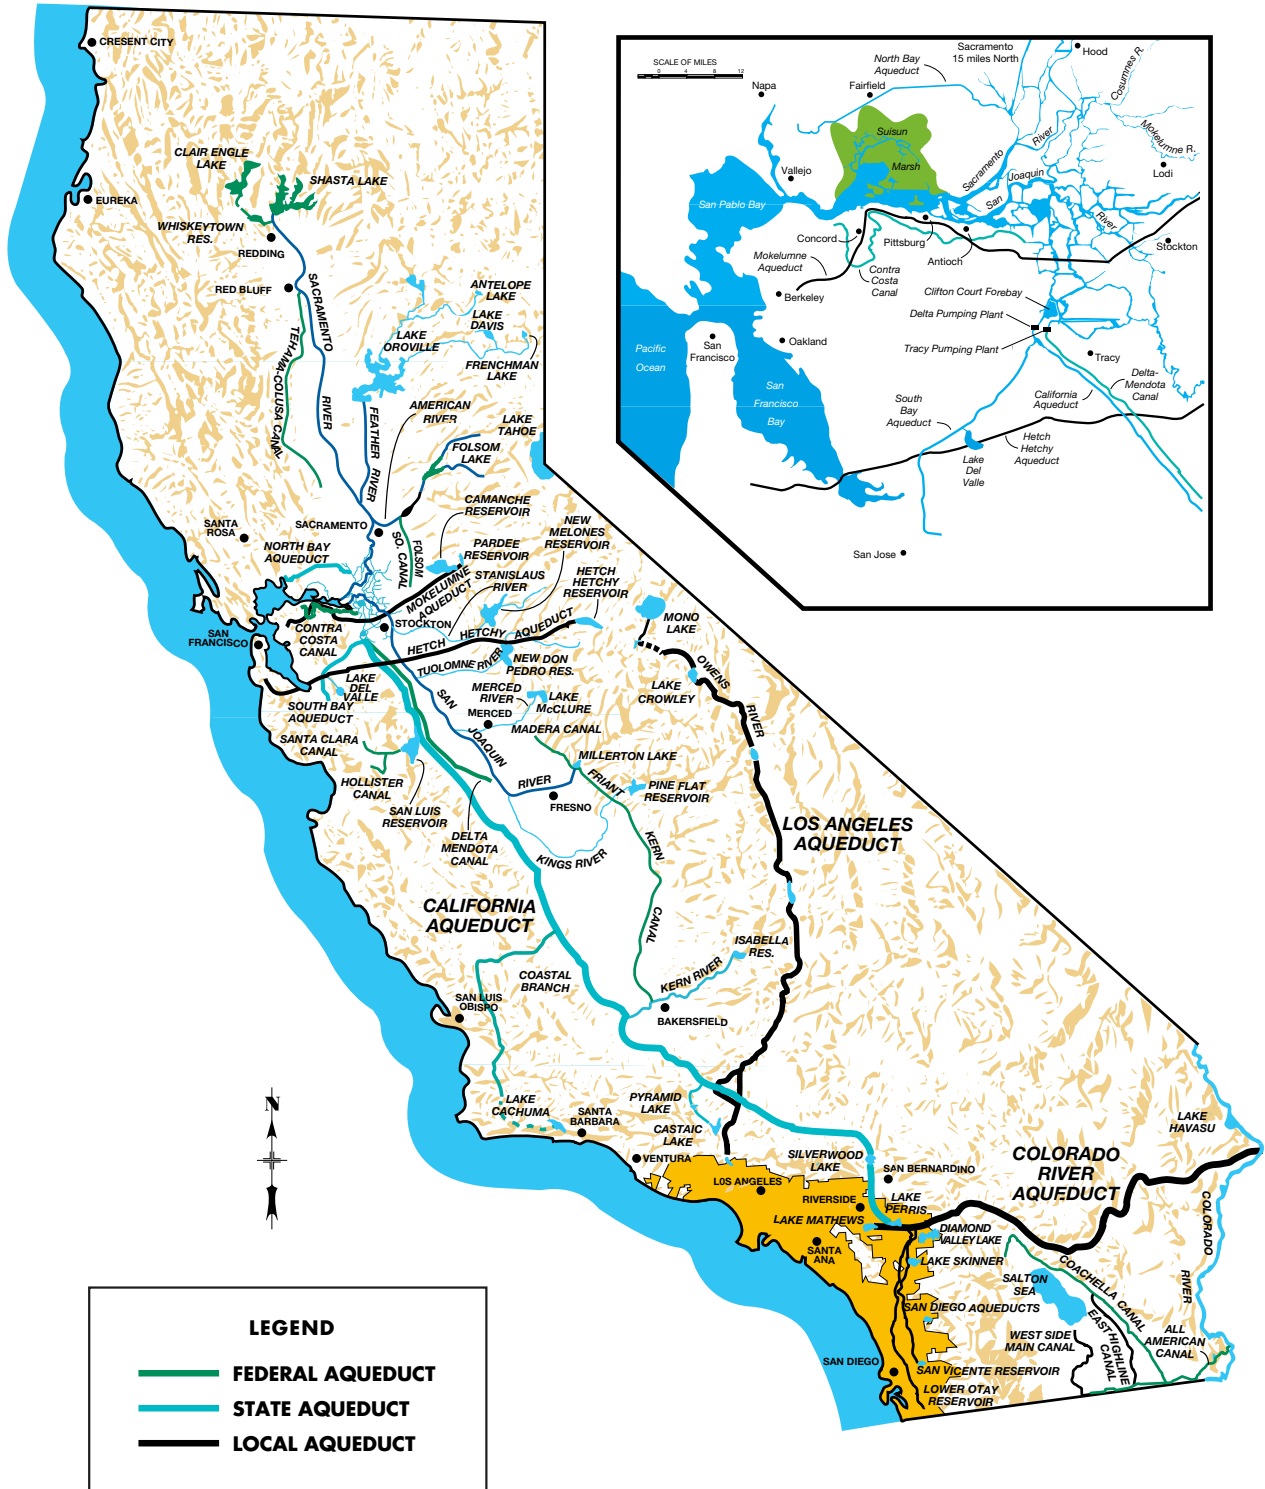 CRESENT CITY
CLAIR ENGLE
LAKE
SHASTA LAKE
EUREKA
WHISKEYTOWN
RES.
REDDING
RED BLUFF
SACRAMENTO
RIVER
TEHAMA-COLUSA CANAL
ANTELOPE
LAKE
LAKE
DAVIS
LAKE
OROVILLE
FRENCHMAN
LAKE
FEATHER RIVER
AMERICAN
RIVER
LAKE
TAHOE
FOLSOM
LAKE
SANTA
ROSA
SACRAMENTO
NORTH BAY
AQUEDUCT
FOLSOM
SO. CANAL
CAMANCHE
RESERVOIR
NEW
MELONES
RESERVOIR
PARDEE
RESERVOIR
MOKELUMNE
AQUEDUCT
STANISLAUS
RIVER
HETCH
HETCHY
RESERVOIR
STOCKTON
HETCH HETCHY AQUEDUCT
MONO
LAKE
SAN
FRANCISCO
CONTRA
COSTA
CANAL
TUOLOMNE RIVER
NEW DON
PEDRO RES.
OWENS
RIVER
LAKE
CROWLEY
LAKE
DEL
VALLE
SOUTH BAY
AQUEDUCT
MERCED
RIVER
LAKE
McCLURE
MERCED
SAN
JOAQUIN
RIVER
MADERA CANAL
SANTA CLARA
CANAL
MILLERTON LAKE
HOLLISTER
CANAL
FRIANT
KERN
CANAL
PINE FLAT
RESERVOIR
FRESNO
SAN LUIS
RESERVOIR
DELTA
MENDOTA
CANAL
KINGS RIVER
LOS ANGELES
AQUEDUCT
CALIFORNIA
AQUEDUCT
ISABELLA
RES.
COASTAL
BRANCH
KERN RIVER
SAN LUIS
OBISPO
BAKERSFIELD
N
LAKE
CACHUMA
SANTA
BARBARA
PYRAMID
LAKE
CASTAIC
LAKE
VENTURA
LAKE
HAVASU
SILVERWOOD
LAKE
SAN BERNARDINO
COLORADO
RIVER
AQUEDUCT
LOS ANGELES
RIVERSIDE
LAKE
PERRIS
LAKE MATHEWS
DIAMOND
VALLEY LAKE
SANTA
ANA
LAKE SKINNER
COLORADO
RIVER
SALTON
SEA
COACHELLA CANAL
SAN DIEGO AQUEDUCTS
WEST SIDE
MAIN CANAL
EAST HIGHLINE
CANAL
ALL
AMERICAN
CANAL
SAN DIEGO
SAN VICENTE RESERVOIR
LOWER OTAY
RESERVOIR
LEGEND
FEDERAL AQUEDUCT
STATE AQUEDUCT
LOCAL AQUEDUCT
SCALE OF MILES
0 4 8 12
North Bay
Aqueduct
Sacramento
15 miles North
Hood
Cosumnes R.
Napa
Fairfield
Suisun
Marsh
Sacramento
River
Mokelumne R.
Lodi
Vallejo
San
Joaquin
River
San Pablo Bay
Concord
Pittsburg
Antioch
Stockton
Mokelumne
Aqueduct
Contra
Costa
Canal
Berkeley
Clifton Court Forebay
Delta Pumping Plant
Tracy Pumping Plant
Pacific
Ocean
San
Francisco
Oakland
Tracy
San
Francisco
Bay
South
Bay
Aqueduct
California
Aqueduct
Delta-
Mendota
Canal
Hetch
Hetchy
Aqueduct
Lake
Del
Valle
San Jose